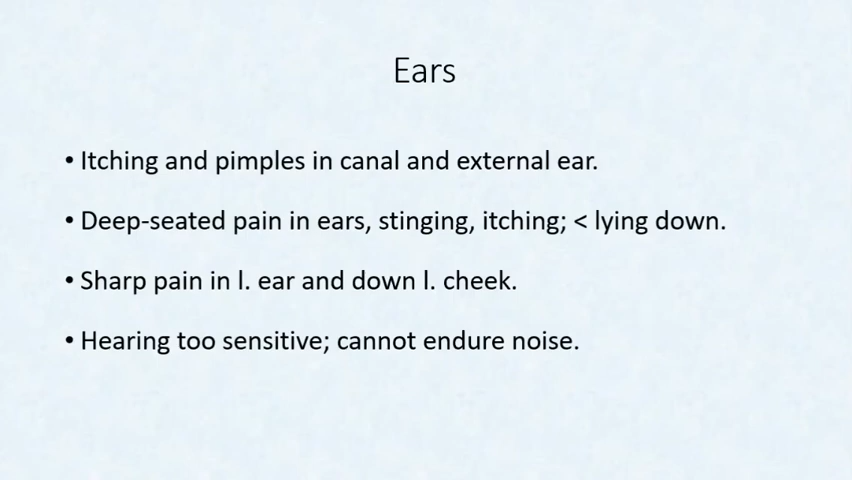 Ears
• Itching and pimples in canal and external ear.
• Deep-seated pain in ears, stinging, itching; < lying down.
• Sharp pain in l. ear and down l. cheek.
• Hearing too sensitive; cannot endure noise.